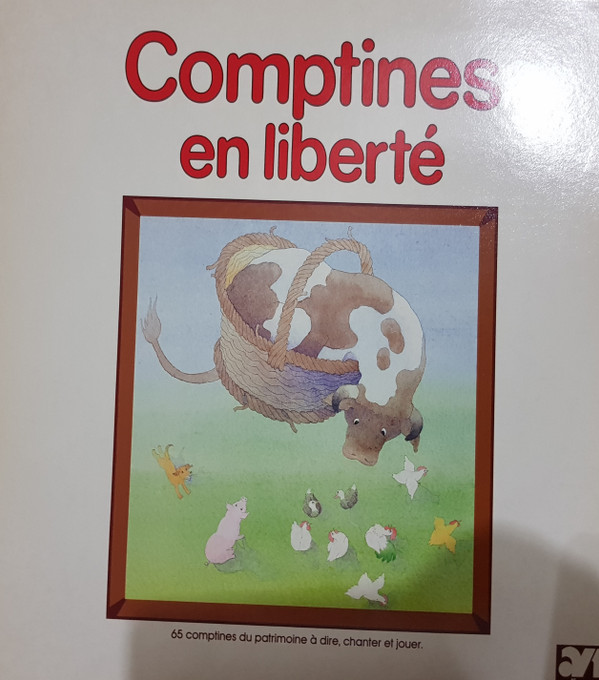 Comptines
en liberté
65 comptines du patrimoine à dire, chanter et jouer.